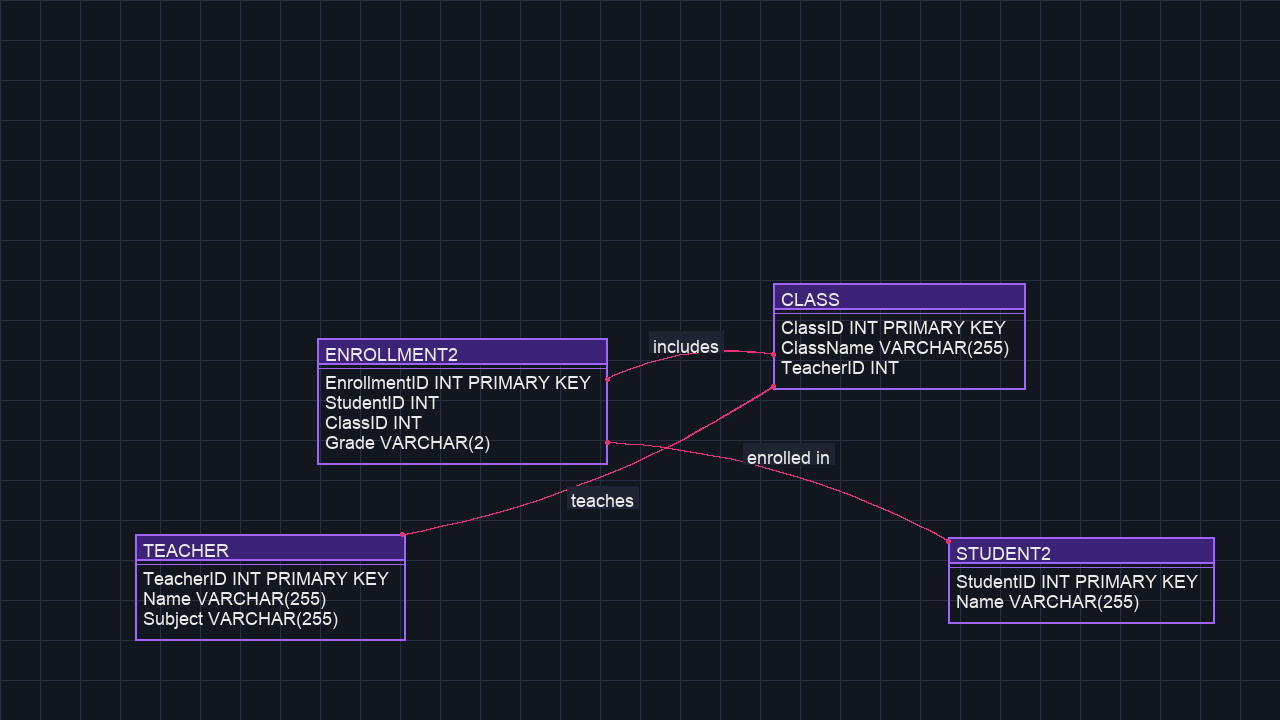 CLASS
ClassID INT PRIMARY KEY
ClassName VARCHAR(255)
TeacherID INT
includes
ENROLLMENT2
EnrollmentID INT PRIMARY KEY
StudentID INT
ClassID INT
Grade VARCHAR(2)
enrolled in
teaches
TEACHER
TeacherID INT PRIMARY KEY
Name VARCHAR(255)
Subject VARCHAR(255)
STUDENT2
StudentID INT PRIMARY KEY
Name VARCHAR(255)